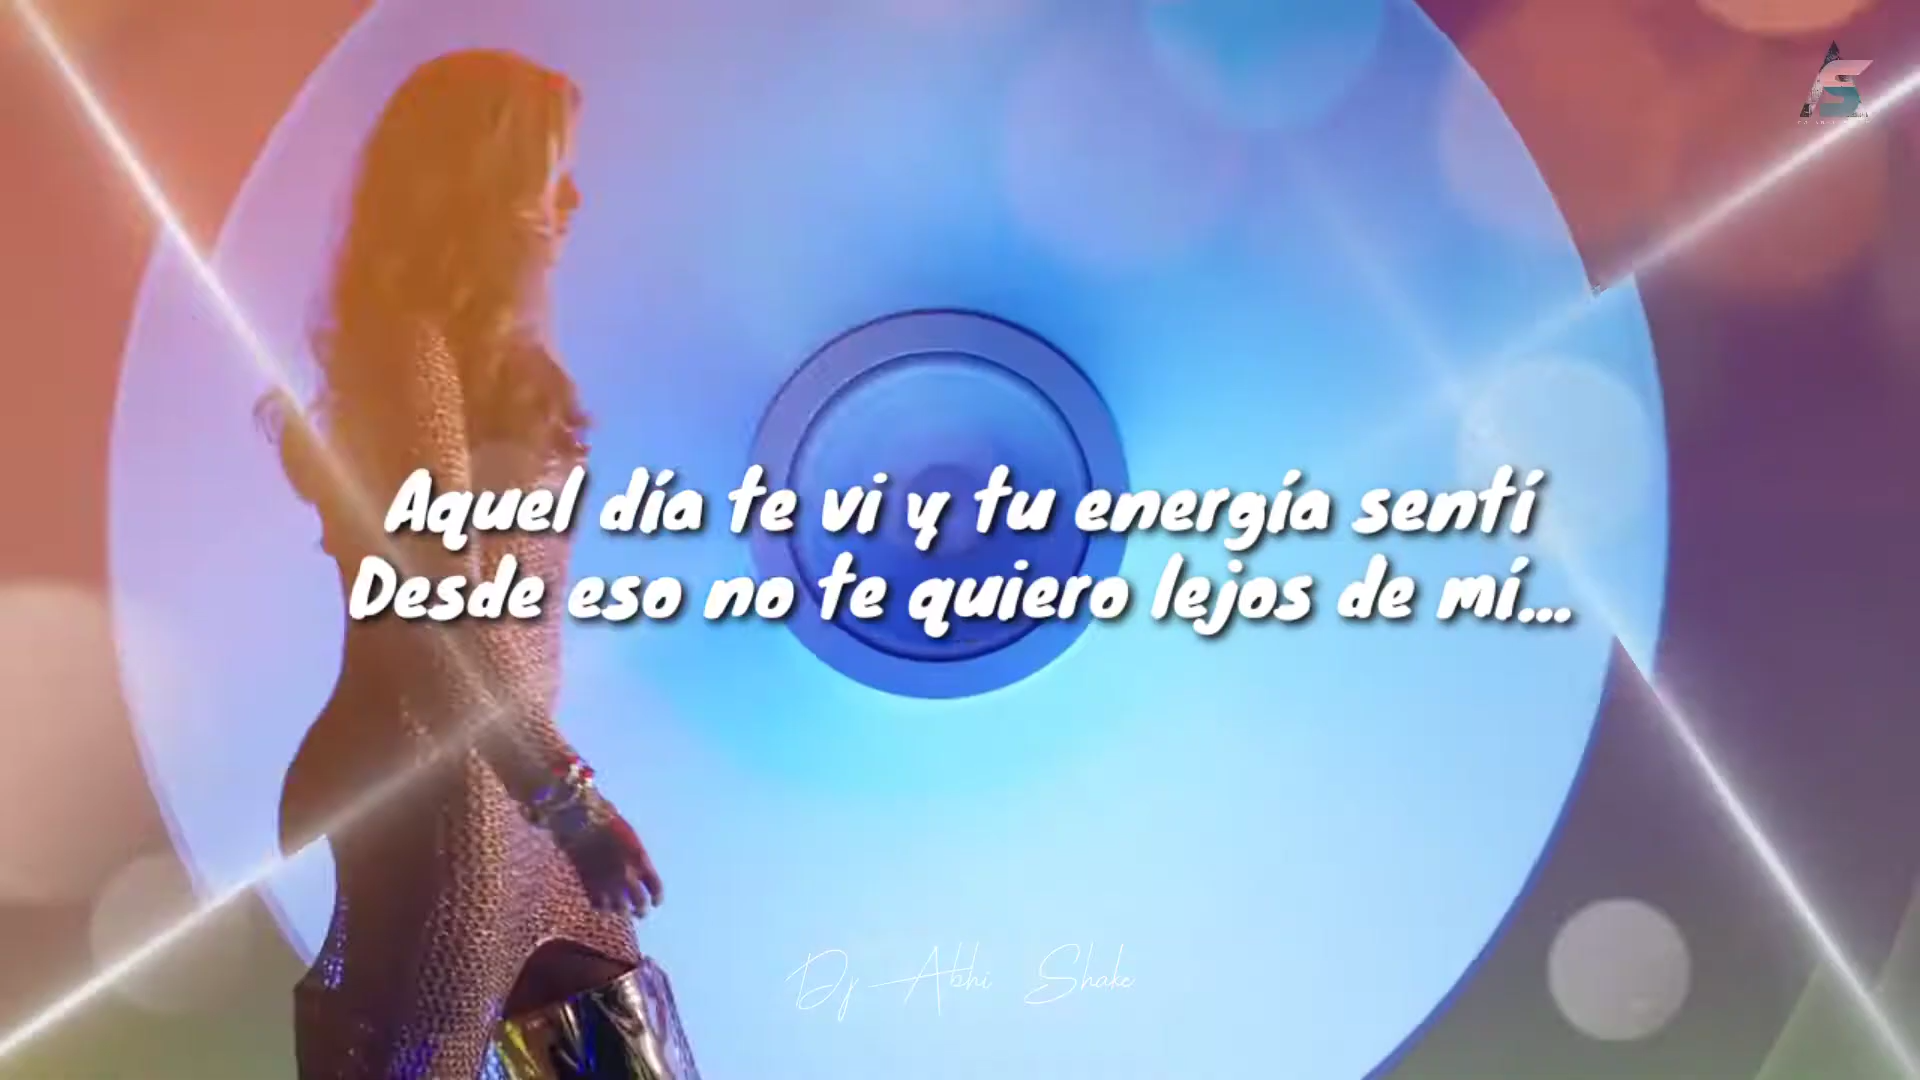 Aquel día te vi y tu energía sentí
Desde eso no te quiero lejos de mí...
Dj Abhi Shake